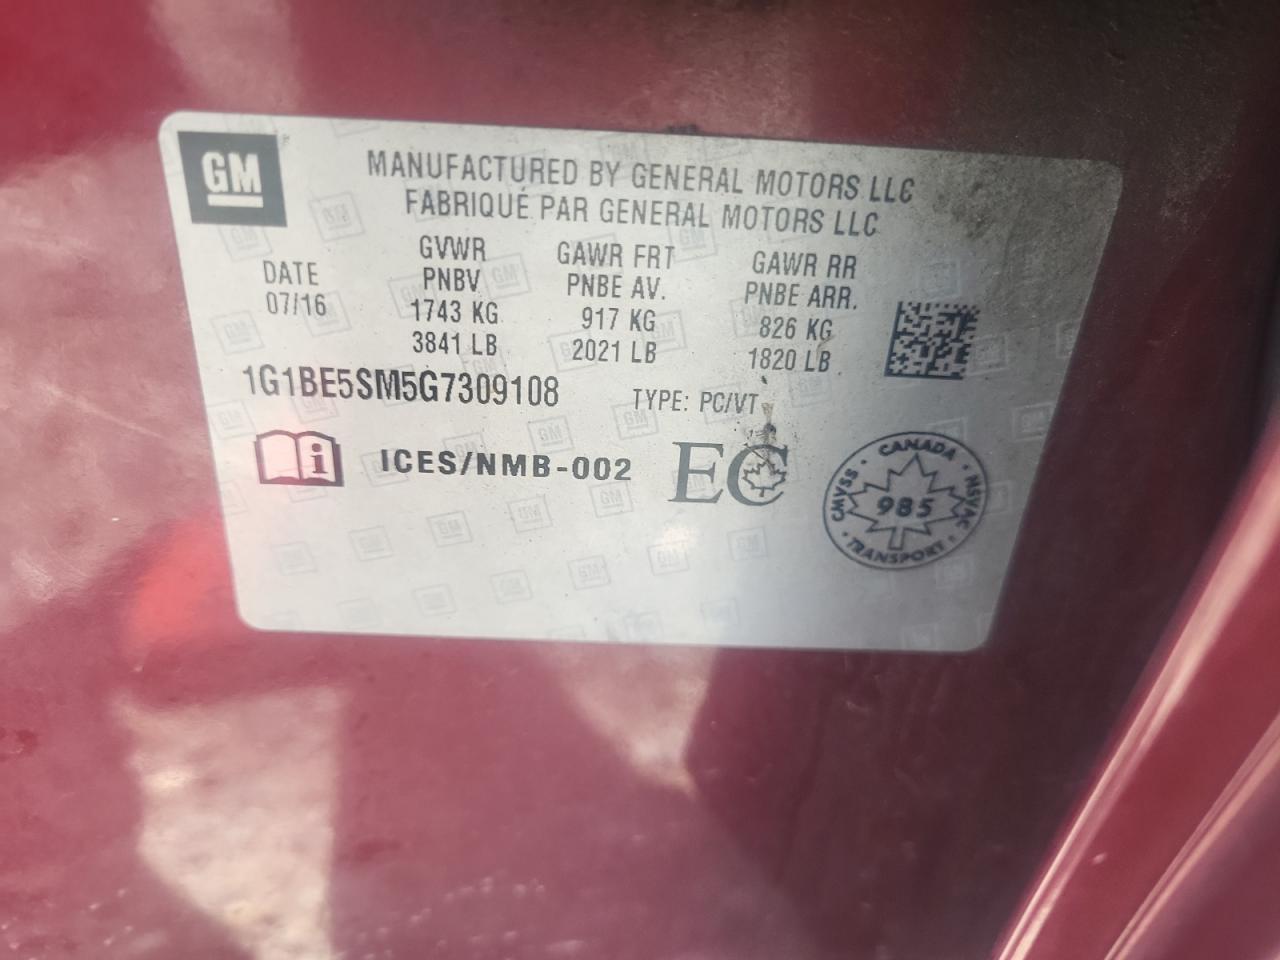 GM
MANUFACTURED BY GENERAL MOTORS LLC
FABRIQUÉ PAR GENERAL MOTORS LLC
DATE
07/16
GVWR
PNBV
1743 KG
3841 LB
GAWR FRT
PNBE AV.
917 KG
2021 LB
GAWR RR
PNBE ARR.
826 KG
1820 LB
1G1BE5SM5G7309108
TYPE: PC/VT
i
ICES/NMB-002
EC
CANADA
CMVSS · NSVAC
985
TRANSPORT